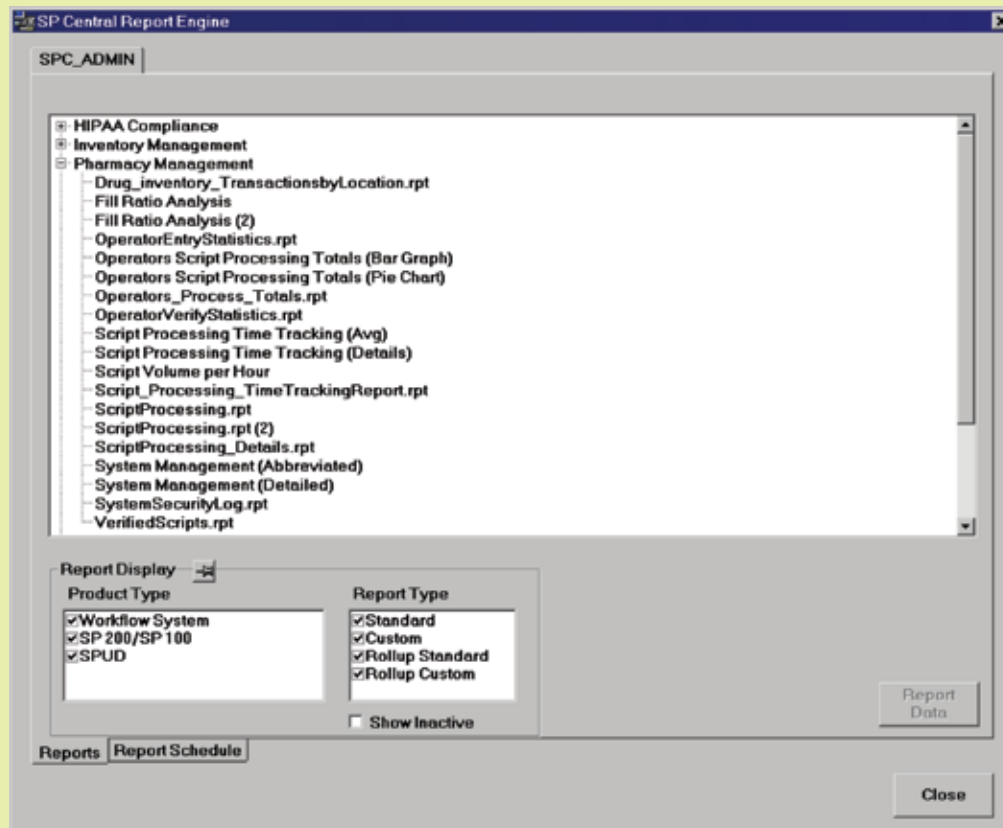 SP Central Report Engine
SPC_ADMIN
HIPAA Compliance
Inventory Management
Pharmacy Management
Drug_inventory_TransactionsbyLocation.rpt
Fill Ratio Analysis
Fill Ratio Analysis (2)
OperatorEntryStatistics.rpt
Operators Script Processing Totals (Bar Graph)
Operators Script Processing Totals (Pie Chart)
Operators_Process_Totals.rpt
OperatorVerifyStatistics.rpt
Script Processing Time Tracking (Avg)
Script Processing Time Tracking (Details)
Script Volume per Hour
Script_Processing_TimeTrackingReport.rpt
ScriptProcessing.rpt
ScriptProcessing.rpt (2)
ScriptProcessing_Details.rpt
System Management (Abbreviated)
System Management (Detailed)
SystemSecurityLog.rpt
VerifiedScripts.rpt
Report Display
Product Type
Workflow System
SP 200/SP 100
SPUD
Report Type
Standard
Custom
Rollup Standard
Rollup Custom
Show Inactive
Report
Data
Reports
Report Schedule
Close